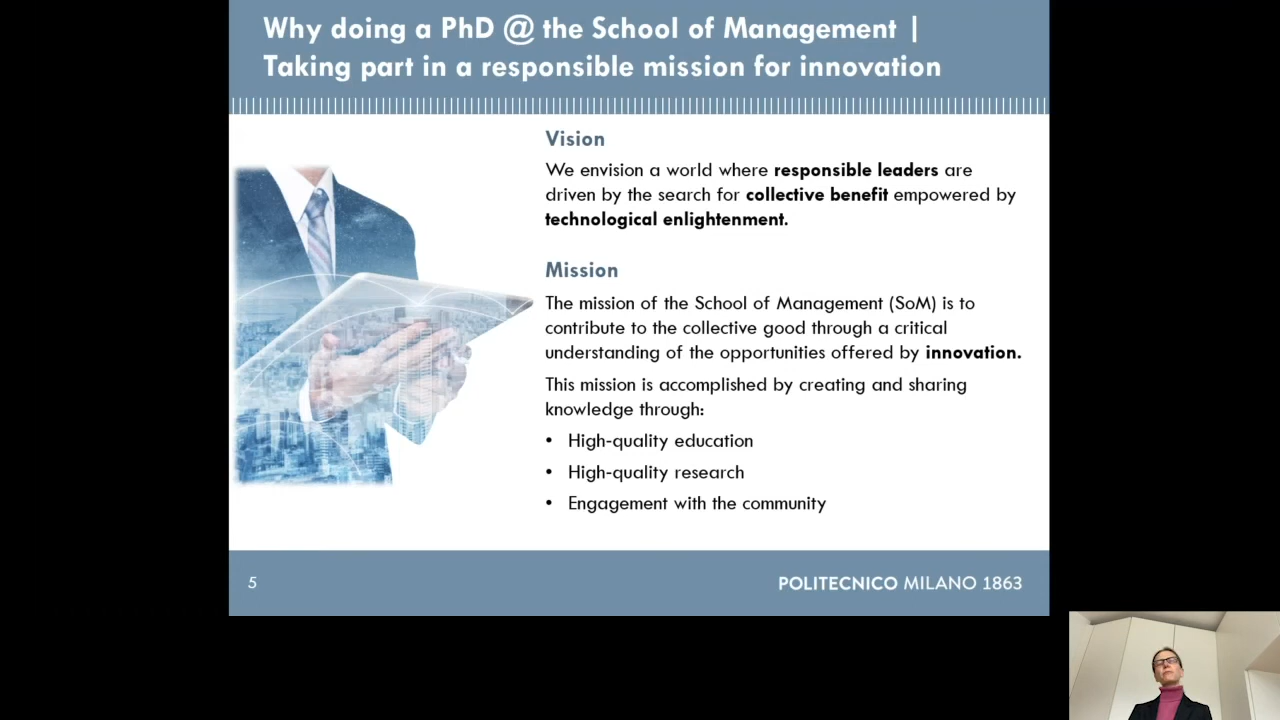 Why doing a PhD @ the School of Management |
Taking part in a responsible mission for innovation
Vision
We envision a world where responsible leaders are
driven by the search for collective benefit empowered by
technological enlightenment.
Mission
The mission of the School of Management (SoM) is to
contribute to the collective good through a critical
understanding of the opportunities offered by innovation.
This mission is accomplished by creating and sharing
knowledge through:
• High-quality education
• High-quality research
• Engagement with the community
5
POLITECNICO MILANO 1863